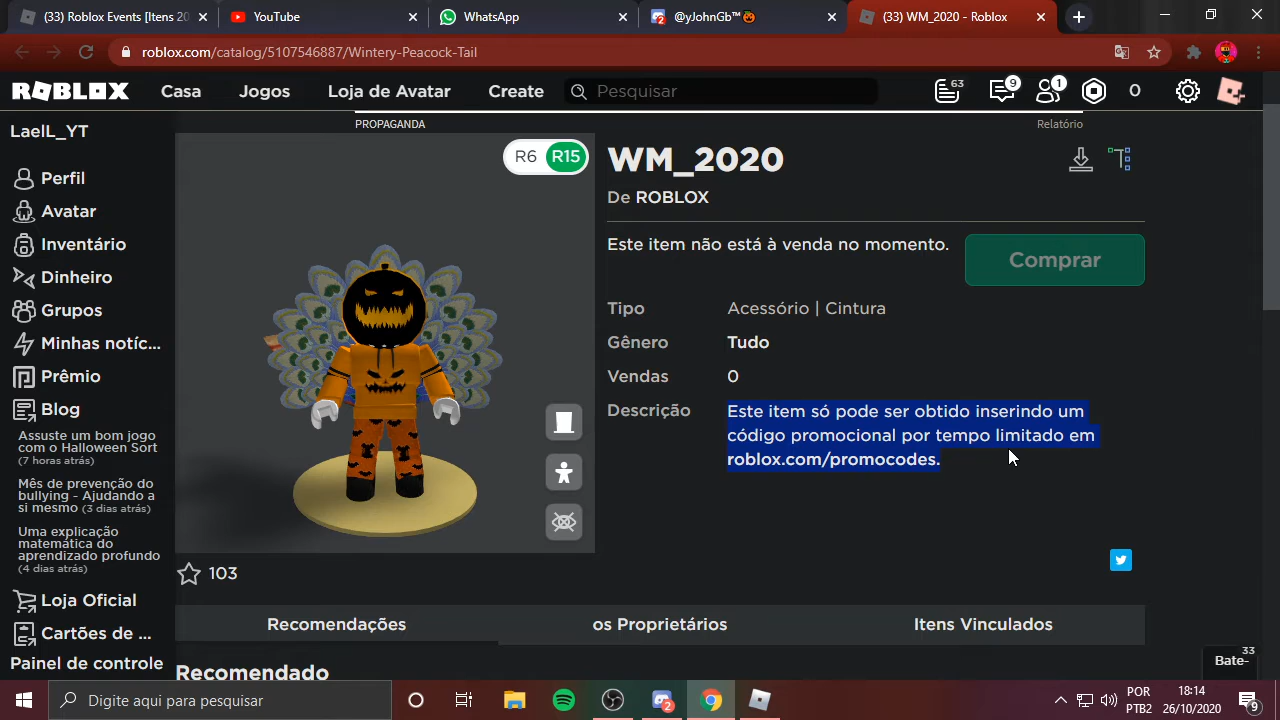 (33) Roblox Events [Itens 20
YouTube
WhatsApp
@yJohnGb™🎃
(33) WM_2020 - Roblox
roblox.com/catalog/5107546887/Wintery-Peacock-Tail
ROBLOX
Casa
Jogos
Loja de Avatar
Create
Pesquisar
63
9
1
0
LaelL_YT
Perfil
Avatar
Inventário
Dinheiro
Grupos
Minhas notíc...
Prêmio
Blog
Assuste um bom jogo
com o Halloween Sort
(7 horas atrás)
Mês de prevenção do
bullying - Ajudando a
si mesmo (3 dias atrás)
Uma explicação
matemática do
aprendizado profundo
(4 dias atrás)
Loja Oficial
Cartões de ...
Painel de controle
PROPAGANDA
Relatório
R6 R15
WM_2020
De ROBLOX
Este item não está à venda no momento.
Comprar
Tipo
Acessório | Cintura
Gênero
Tudo
Vendas
0
Descrição
Este item só pode ser obtido inserindo um
código promocional por tempo limitado em
roblox.com/promocodes.
103
Recomendações
os Proprietários
Itens Vinculados
Recomendado
33
Bate-
Digite aqui para pesquisar
2
POR
PTB2
18:14
26/10/2020
9